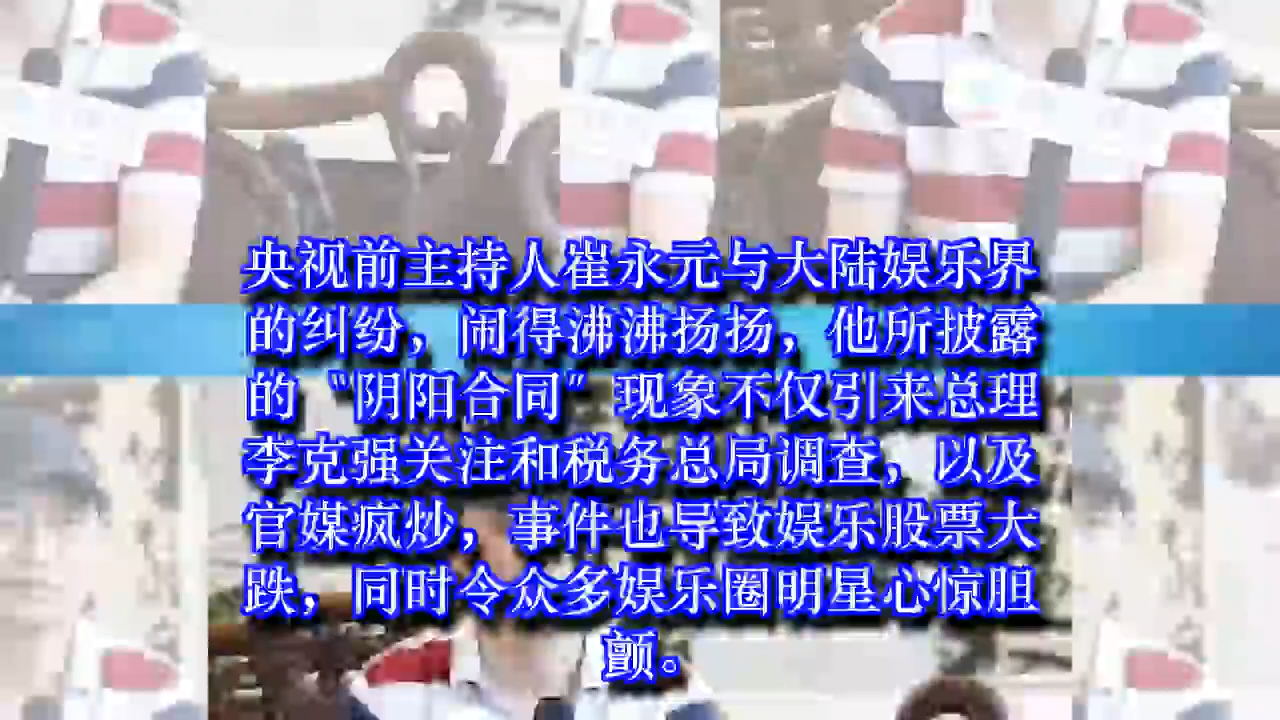 央视前主持人崔永元与大陆娱乐界
的纠纷，闹得沸沸扬扬，他所披露
的“阴阳合同”现象不仅引来总理
李克强关注和税务总局调查，以及
官媒疯炒，事件也导致娱乐股票大
跌，同时令众多娱乐圈明星心惊胆
颤。